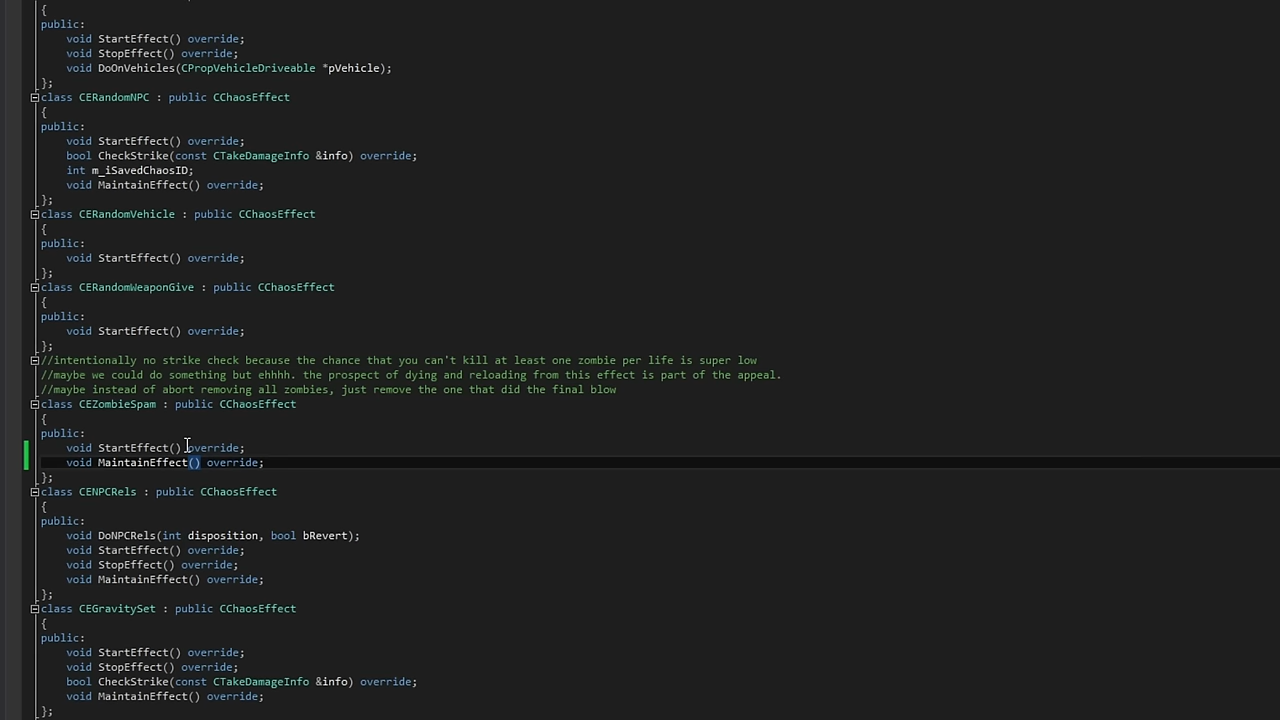 {
public:
void StartEffect() override;
void StopEffect() override;
void DoOnVehicles(CPropVehicleDriveable *pVehicle);
};
class CERandomNPC : public CChaosEffect
{
public:
void StartEffect() override;
bool CheckStrike(const CTakeDamageInfo &info) override;
int m_iSavedChaosID;
void MaintainEffect() override;
};
class CERandomVehicle : public CChaosEffect
{
public:
void StartEffect() override;
};
class CERandomWeaponGive : public CChaosEffect
{
public:
void StartEffect() override;
};
//intentionally no strike check because the chance that you can't kill at least one zombie per life is super low
//maybe we could do something but ehhhh. the prospect of dying and reloading from this effect is part of the appeal.
//maybe instead of abort removing all zombies, just remove the one that did the final blow
class CEZombieSpam : public CChaosEffect
{
public:
void StartEffect() override;
void MaintainEffect() override;
};
class CENPCRels : public CChaosEffect
{
public:
void DoNPCRels(int disposition, bool bRevert);
void StartEffect() override;
void StopEffect() override;
void MaintainEffect() override;
};
class CEGravitySet : public CChaosEffect
{
public:
void StartEffect() override;
void StopEffect() override;
bool CheckStrike(const CTakeDamageInfo &info) override;
void MaintainEffect() override;
};